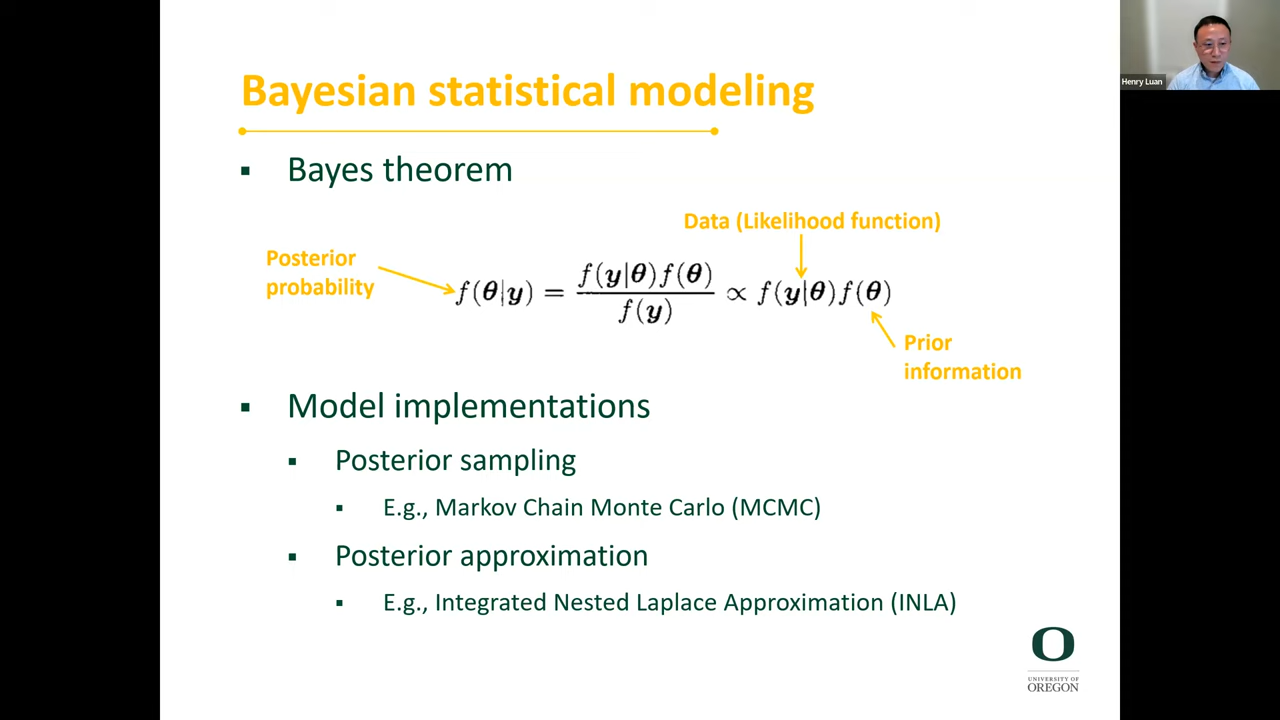 Bayesian statistical modeling
Henry Luan
▪ Bayes theorem
Data (Likelihood function)
Posterior
probability
f(θ|y) = f(y|θ)f(θ) / f(y) ∝ f(y|θ)f(θ)
Prior
information
▪ Model implementations
▪ Posterior sampling
▪ E.g., Markov Chain Monte Carlo (MCMC)
▪ Posterior approximation
▪ E.g., Integrated Nested Laplace Approximation (INLA)
O
UNIVERSITY OF
OREGON